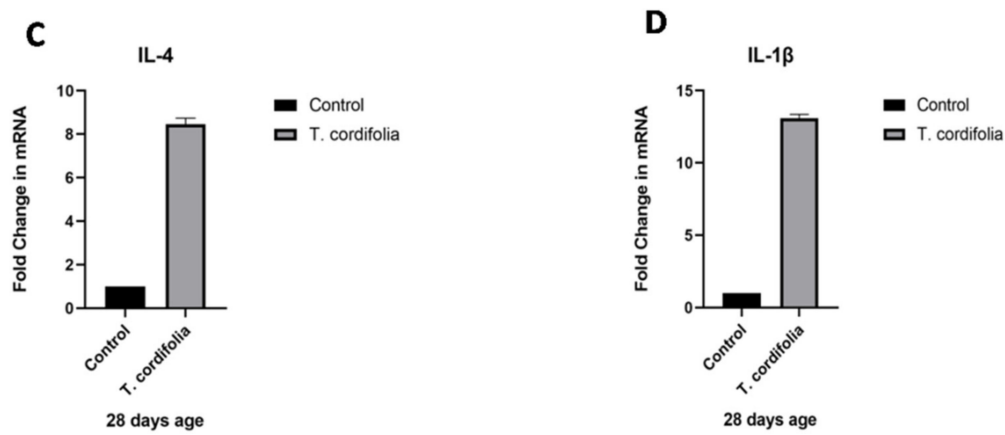 C
IL-4
Fold Change in mRNA
10
8
6
4
2
0
Control
T. cordifolia
28 days age
Control
T. cordifolia
D
IL-1β
Fold Change in mRNA
15
10
5
0
Control
T. cordifolia
28 days age
Control
T. cordifolia